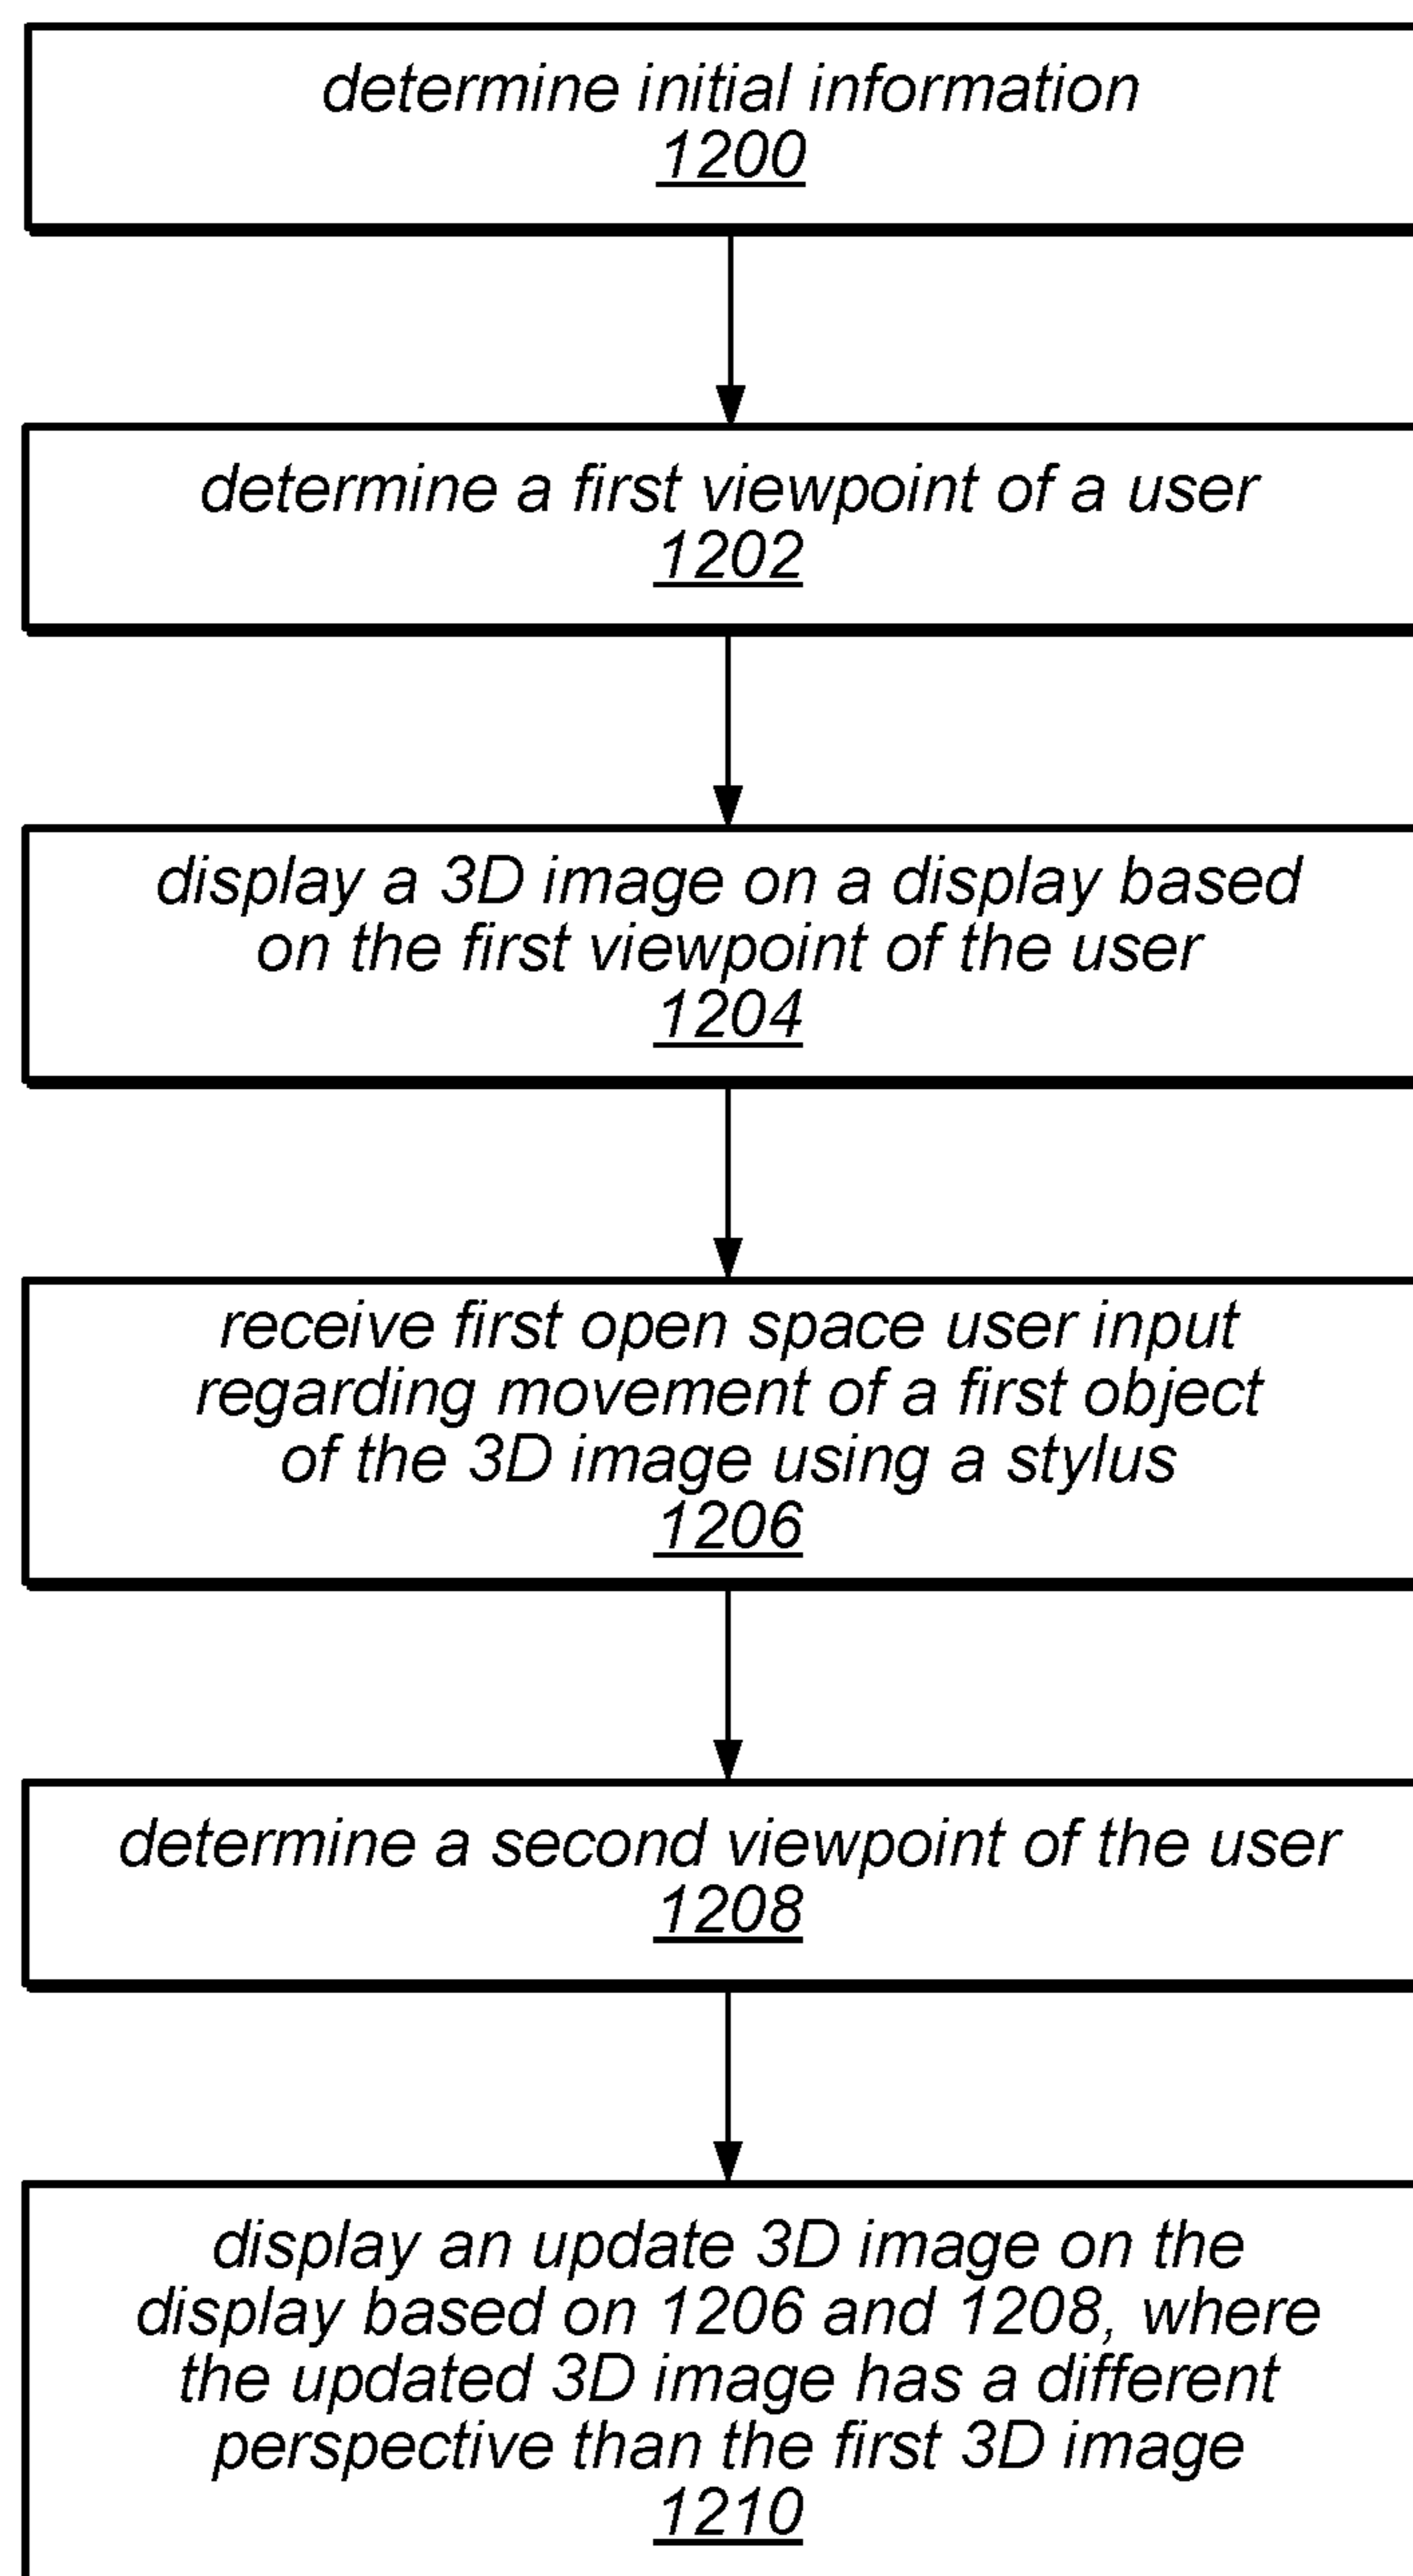 determine initial information
1200
determine a first viewpoint of a user
1202
display a 3D image on a display based
on the first viewpoint of the user
1204
receive first open space user input
regarding movement of a first object
of the 3D image using a stylus
1206
determine a second viewpoint of the user
1208
display an update 3D image on the
display based on 1206 and 1208, where
the updated 3D image has a different
perspective than the first 3D image
1210